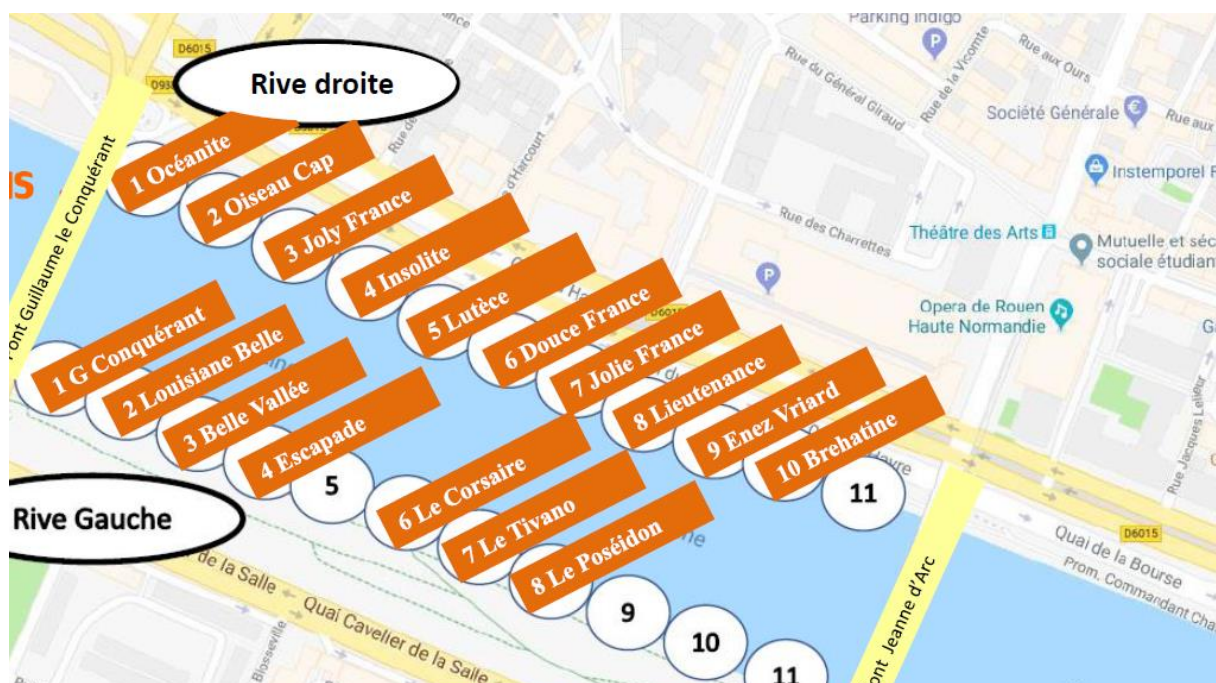 Parking Indigo
P
D6015
Rive droite
Rue du Général Giraud
Rue de la Vicomte
Rue aux Ours
Société Générale
Rue aux
Pont Guillaume le Conquérant
1 Océanite
2 Oiseau Cap
3 Joly France
4 Insolite
5 Lutèce
6 Douce France
7 Jolie France
8 Lieutenance
9 Enez Vriard
10 Brehatine
11
d'Harcourt
Rue des Charrettes
P
Instemporel
Théâtre des Arts
Mutuelle et
sociale
Opera de Rouen
Haute Normandie
Rue Jacques Lelieur
1 G Conquérant
2 Louisiane Belle
3 Belle Vallée
4 Escapade
5
6 Le Corsaire
7 Le Tivano
8 Le Poséidon
9
10
11
Rive Gauche
de la Salle
Quai Cavelier de la Salle
Blosseville
Pont Jeanne d'Arc
Quai de la Bourse
D6015
Prom. Commandant